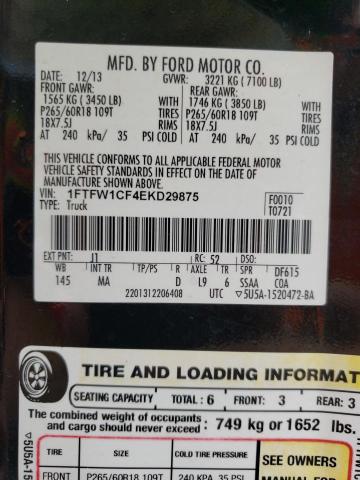 MFD. BY FORD MOTOR CO.
DATE: 12/13 GVWR: 3221 KG (7100 LB)
FRONT GAWR: REAR GAWR:
1565 KG (3450 LB) WITH 1746 KG (3850 LB) WITH
P265/60R18 109T TIRES P265/60R18 109T TIRES
18X7.5J RIMS 18X7.5J RIMS
AT 240 kPa/ 35 PSI COLD AT 240 kPa/ 35 PSI COLD
THIS VEHICLE CONFORMS TO ALL APPLICABLE FEDERAL MOTOR
VEHICLE SAFETY STANDARDS IN EFFECT ON THE DATE OF
MANUFACTURE SHOWN ABOVE.
VIN: 1FTFW1CF4EKD29875 F0010
TYPE: Truck T0721
EXT PNT: J1 RC: 52 DSO:
WB INT TR TP/PS R AXLE TR SPR DF615
145 MA D L9 6 SSAA COA
2201312206408 UTC ▽5U5A-1520472-BA
TIRE AND LOADING INFORMAT
SEATING CAPACITY TOTAL : 6 FRONT: 3 REAR: 3
The combined weight of occupants
and cargo should never exceed : 749 kg or 1652 lbs.
TIRE SIZE COLD TIRE PRESSURE SEE OWNERS
FRONT P265/60R18 109T 240 KPA, 35 PSI MANUAL FOR
▽5U5A-1